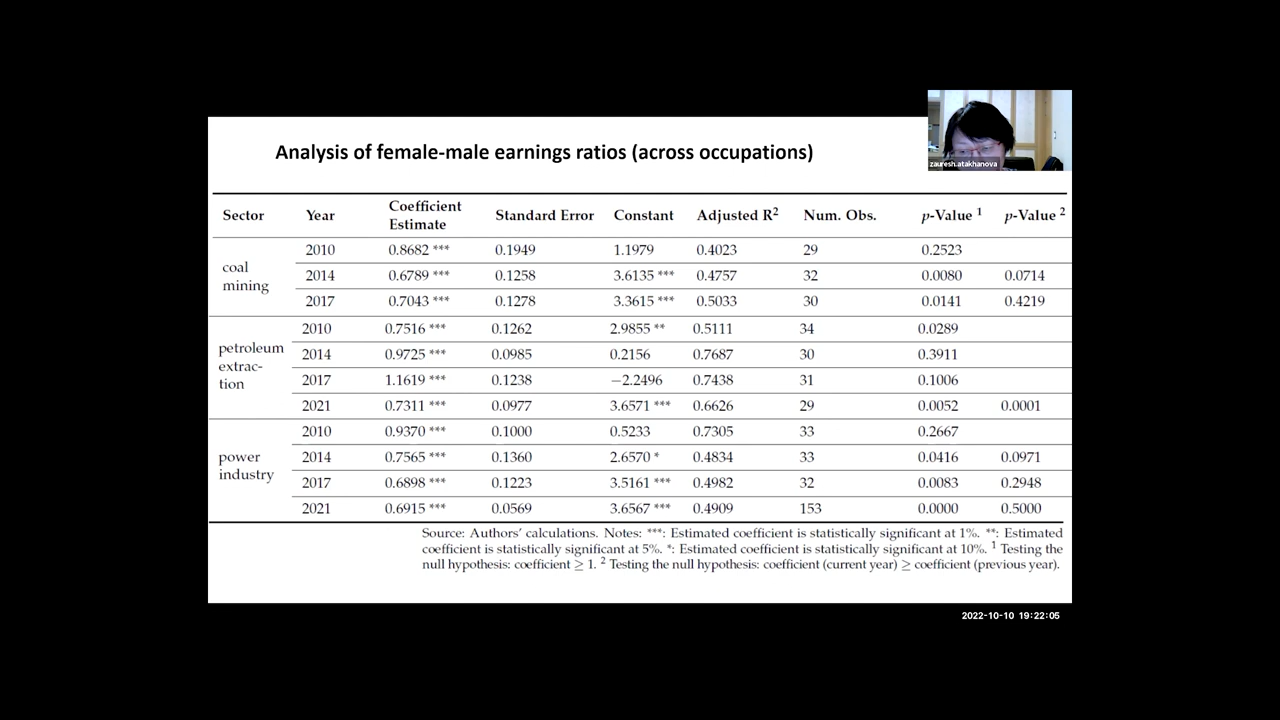 zauresh.atakhanova
Analysis of female-male earnings ratios (across occupations)
Sector Year Coefficient Estimate Standard Error Constant Adjusted R² Num. Obs. p-Value ¹ p-Value ²
coal mining
2010 0.8682 *** 0.1949 1.1979 0.4023 29 0.2523
2014 0.6789 *** 0.1258 3.6135 *** 0.4757 32 0.0080 0.0714
2017 0.7043 *** 0.1278 3.3615 *** 0.5033 30 0.0141 0.4219
petroleum extrac-tion
2010 0.7516 *** 0.1262 2.9855 ** 0.5111 34 0.0289
2014 0.9725 *** 0.0985 0.2156 0.7687 30 0.3911
2017 1.1619 *** 0.1238 −2.2496 0.7438 31 0.1006
2021 0.7311 *** 0.0977 3.6571 *** 0.6626 29 0.0052 0.0001
power industry
2010 0.9370 *** 0.1000 0.5233 0.7305 33 0.2667
2014 0.7565 *** 0.1360 2.6570 * 0.4834 33 0.0416 0.0971
2017 0.6898 *** 0.1223 3.5161 *** 0.4982 32 0.0083 0.2948
2021 0.6915 *** 0.0569 3.6567 *** 0.4909 153 0.0000 0.5000
Source: Authors' calculations. Notes: ***: Estimated coefficient is statistically significant at 1%. **: Estimated
coefficient is statistically significant at 5%. *: Estimated coefficient is statistically significant at 10%. ¹ Testing the
null hypothesis: coefficient ≥ 1. ² Testing the null hypothesis: coefficient (current year) ≥ coefficient (previous year).
2022-10-10 19:22:05